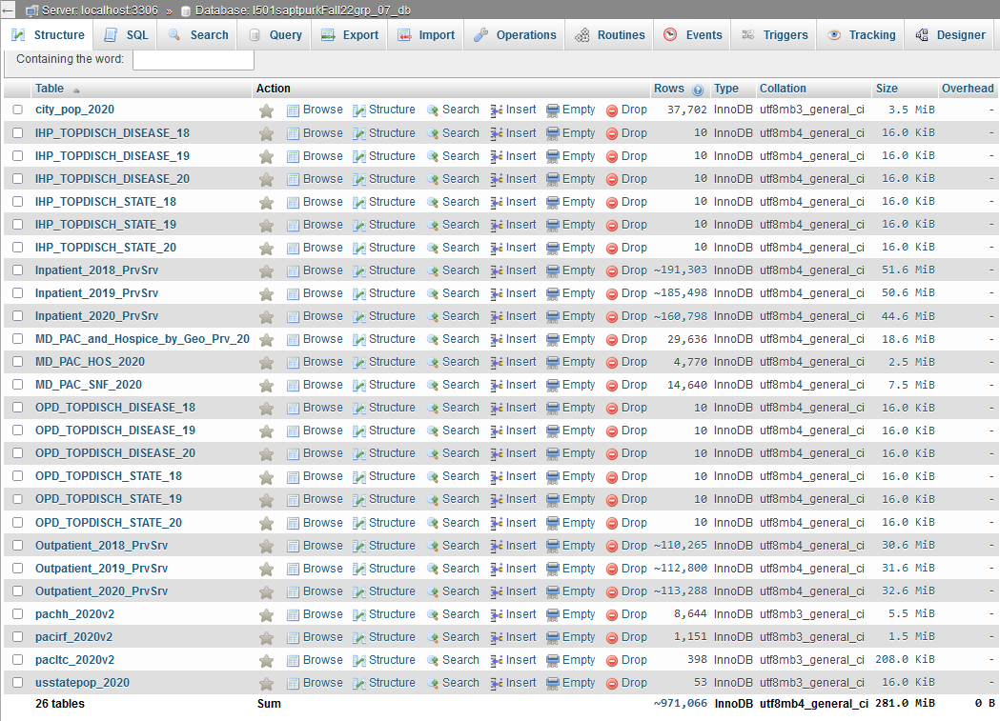 Server: localhost:3306 » Database: I501saptpurkFall22grp_07_db
Structure SQL Search Query Export Import Operations Routines Events Triggers Tracking Designer
Containing the word:
Table Action Rows Type Collation Size Overhead
city_pop_2020 Browse Structure Search Insert Empty Drop 37,702 InnoDB utf8mb3_general_ci 3.5 MiB -
IHP_TOPDISCH_DISEASE_18 Browse Structure Search Insert Empty Drop 10 InnoDB utf8mb4_general_ci 16.0 KiB -
IHP_TOPDISCH_DISEASE_19 Browse Structure Search Insert Empty Drop 10 InnoDB utf8mb4_general_ci 16.0 KiB -
IHP_TOPDISCH_DISEASE_20 Browse Structure Search Insert Empty Drop 10 InnoDB utf8mb4_general_ci 16.0 KiB -
IHP_TOPDISCH_STATE_18 Browse Structure Search Insert Empty Drop 10 InnoDB utf8mb4_general_ci 16.0 KiB -
IHP_TOPDISCH_STATE_19 Browse Structure Search Insert Empty Drop 10 InnoDB utf8mb4_general_ci 16.0 KiB -
IHP_TOPDISCH_STATE_20 Browse Structure Search Insert Empty Drop 10 InnoDB utf8mb4_general_ci 16.0 KiB -
Inpatient_2018_PrvSrv Browse Structure Search Insert Empty Drop ~191,303 InnoDB utf8mb4_general_ci 51.6 MiB -
Inpatient_2019_PrvSrv Browse Structure Search Insert Empty Drop ~185,498 InnoDB utf8mb4_general_ci 50.6 MiB -
Inpatient_2020_PrvSrv Browse Structure Search Insert Empty Drop ~160,798 InnoDB utf8mb4_general_ci 44.6 MiB -
MD_PAC_and_Hospice_by_Geo_Prv_20 Browse Structure Search Insert Empty Drop 29,636 InnoDB utf8mb4_general_ci 18.6 MiB -
MD_PAC_HOS_2020 Browse Structure Search Insert Empty Drop 4,770 InnoDB utf8mb4_general_ci 2.5 MiB -
MD_PAC_SNF_2020 Browse Structure Search Insert Empty Drop 14,640 InnoDB utf8mb4_general_ci 7.5 MiB -
OPD_TOPDISCH_DISEASE_18 Browse Structure Search Insert Empty Drop 10 InnoDB utf8mb4_general_ci 16.0 KiB -
OPD_TOPDISCH_DISEASE_19 Browse Structure Search Insert Empty Drop 10 InnoDB utf8mb4_general_ci 16.0 KiB -
OPD_TOPDISCH_DISEASE_20 Browse Structure Search Insert Empty Drop 10 InnoDB utf8mb4_general_ci 16.0 KiB -
OPD_TOPDISCH_STATE_18 Browse Structure Search Insert Empty Drop 10 InnoDB utf8mb4_general_ci 16.0 KiB -
OPD_TOPDISCH_STATE_19 Browse Structure Search Insert Empty Drop 10 InnoDB utf8mb4_general_ci 16.0 KiB -
OPD_TOPDISCH_STATE_20 Browse Structure Search Insert Empty Drop 10 InnoDB utf8mb4_general_ci 16.0 KiB -
Outpatient_2018_PrvSrv Browse Structure Search Insert Empty Drop ~110,265 InnoDB utf8mb4_general_ci 30.6 MiB -
Outpatient_2019_PrvSrv Browse Structure Search Insert Empty Drop ~112,800 InnoDB utf8mb4_general_ci 31.6 MiB -
Outpatient_2020_PrvSrv Browse Structure Search Insert Empty Drop ~113,288 InnoDB utf8mb4_general_ci 32.6 MiB -
pachh_2020v2 Browse Structure Search Insert Empty Drop 8,644 InnoDB utf8mb3_general_ci 5.5 MiB -
pacirf_2020v2 Browse Structure Search Insert Empty Drop 1,151 InnoDB utf8mb3_general_ci 1.5 MiB -
pacltc_2020v2 Browse Structure Search Insert Empty Drop 398 InnoDB utf8mb3_general_ci 208.0 KiB -
usstatepop_2020 Browse Structure Search Insert Empty Drop 53 InnoDB utf8mb3_general_ci 16.0 KiB -
26 tables Sum ~971,066 InnoDB utf8mb4_general_ci 281.0 MiB 0 B